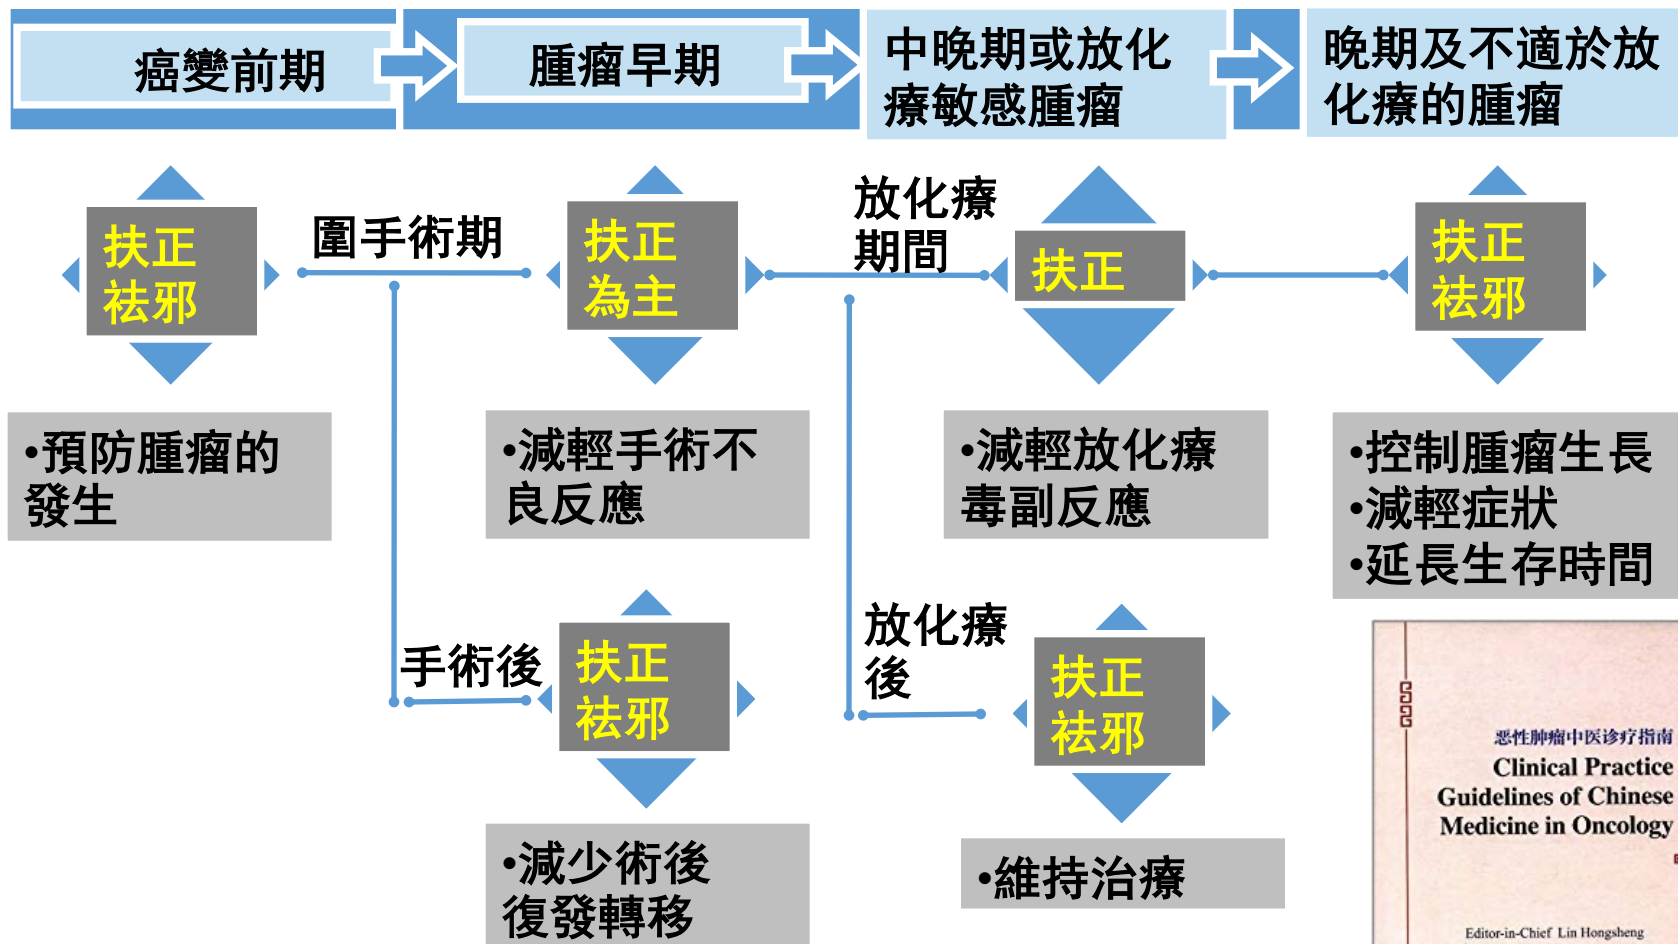 癌變前期
腫瘤早期
中晚期或放化
療敏感腫瘤
晚期及不適於放
化療的腫瘤
扶正
祛邪
圍手術期
扶正
為主
放化療
期間
扶正
扶正
祛邪
•預防腫瘤的
發生
•減輕手術不
良反應
•減輕放化療
毒副反應
•控制腫瘤生長
•減輕症狀
•延長生存時間
手術後
扶正
祛邪
放化療
後
扶正
祛邪
•減少術後
復發轉移
•維持治療
恶性肿瘤中医诊疗指南
Clinical Practice
Guidelines of Chinese
Medicine in Oncology
Editor-in-Chief Lin Hongsheng